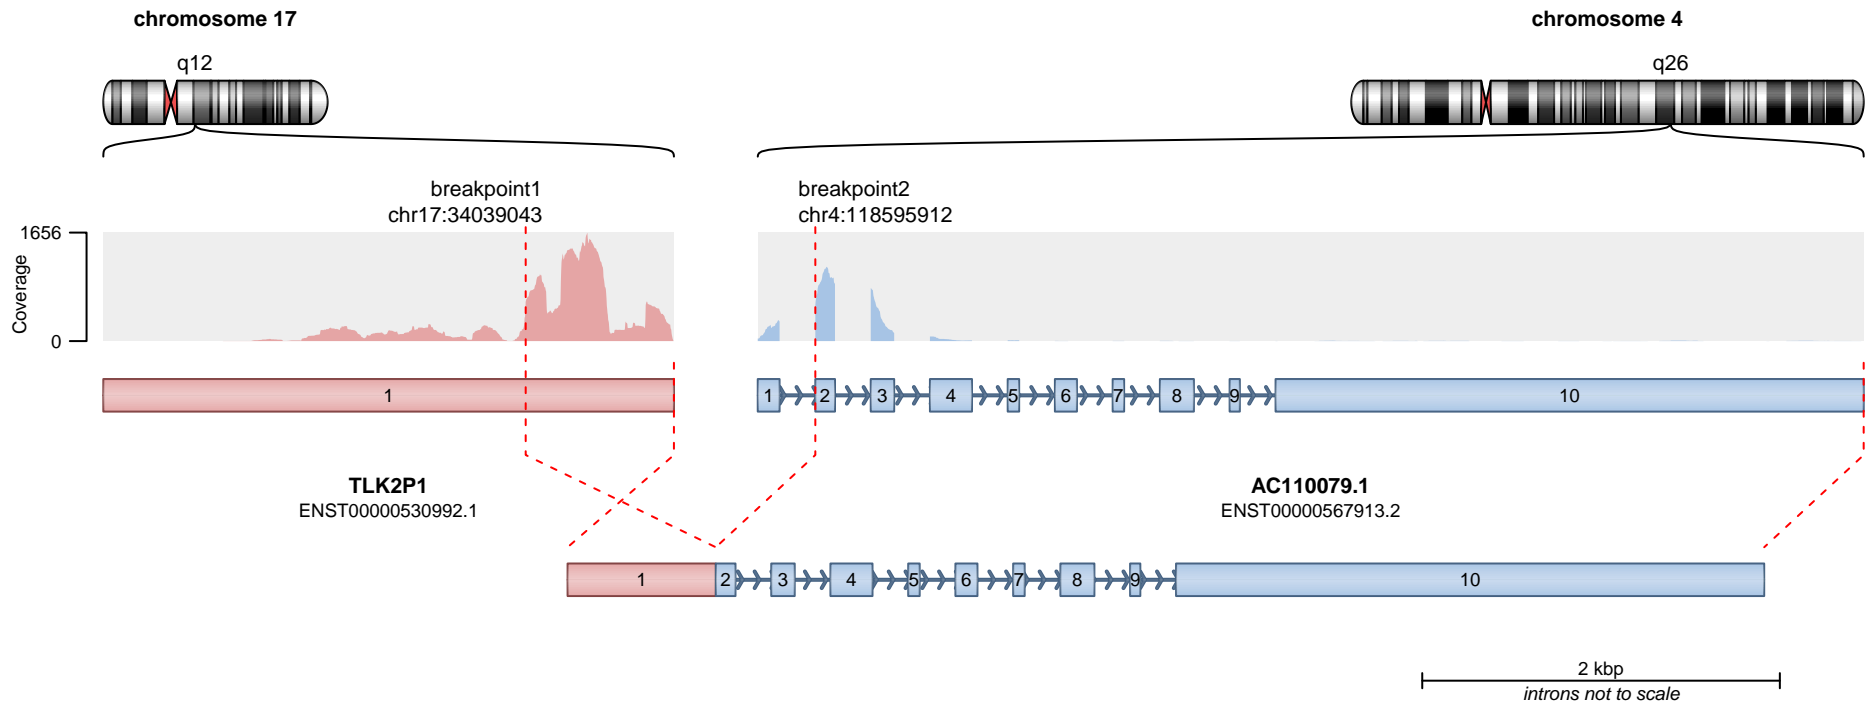 chromosome 17
chromosome 4
q12
q26
breakpoint1
chr17:34039043
breakpoint2
chr4:118595912
1656
Coverage
0
1
1 2 3 4 5 6 7 8 9 10
TLK2P1
ENST00000530992.1
AC110079.1
ENST00000567913.2
1 2 3 4 5 6 7 8 9 10
2 kbp
introns not to scale